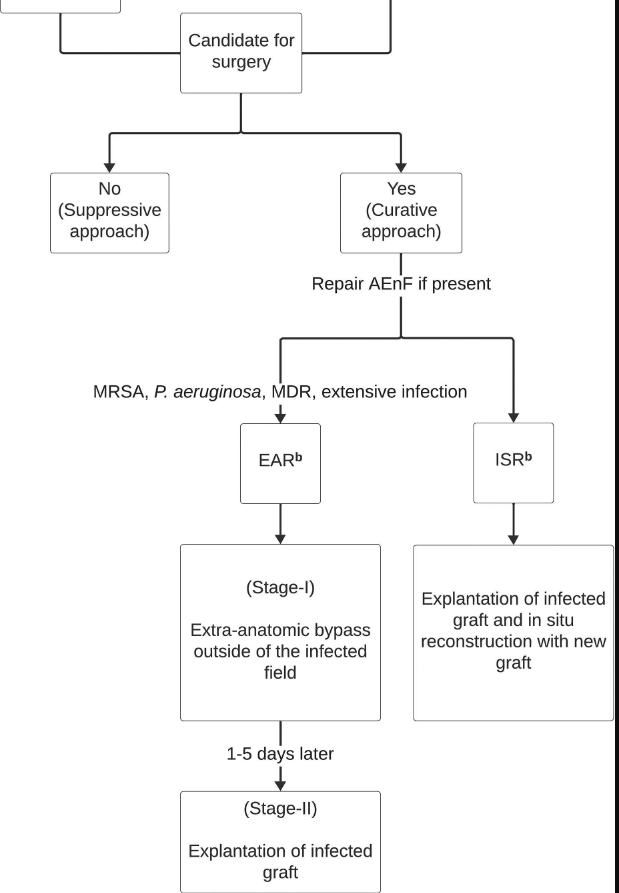 Candidate for
surgery
No
(Suppressive
approach)
Yes
(Curative
approach)
Repair AEnF if present
MRSA, P. aeruginosa, MDR, extensive infection
EARᵇ
ISRᵇ
(Stage-I)
Extra-anatomic bypass
outside of the infected
field
Explantation of infected
graft and in situ
reconstruction with new
graft
1-5 days later
(Stage-II)
Explantation of infected
graft